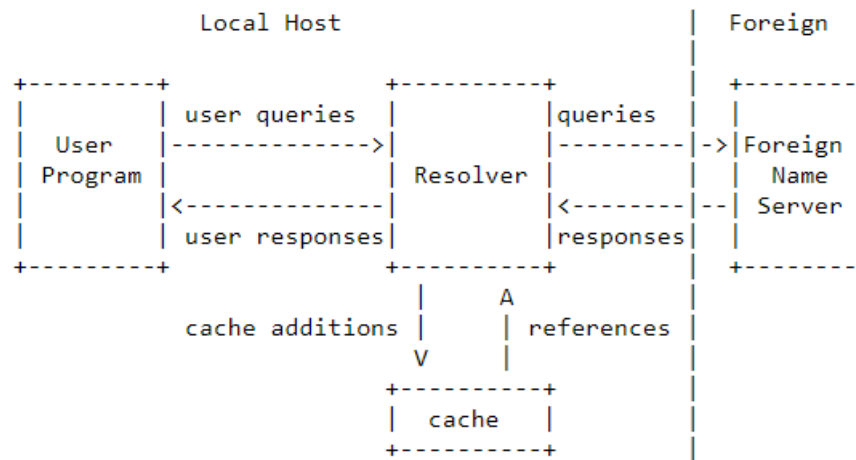 Local Host | Foreign
|
+---------+ +----------+ | +--------
| | user queries | |queries | |
| User |-------------->| |---------|->|Foreign
| Program | | Resolver | | | Name
| |<--------------| |<--------|--| Server
| | user responses| |responses| |
+---------+ +----------+ | +--------
| A |
cache additions | | references |
V | |
+----------+ |
| cache | |
+----------+ |